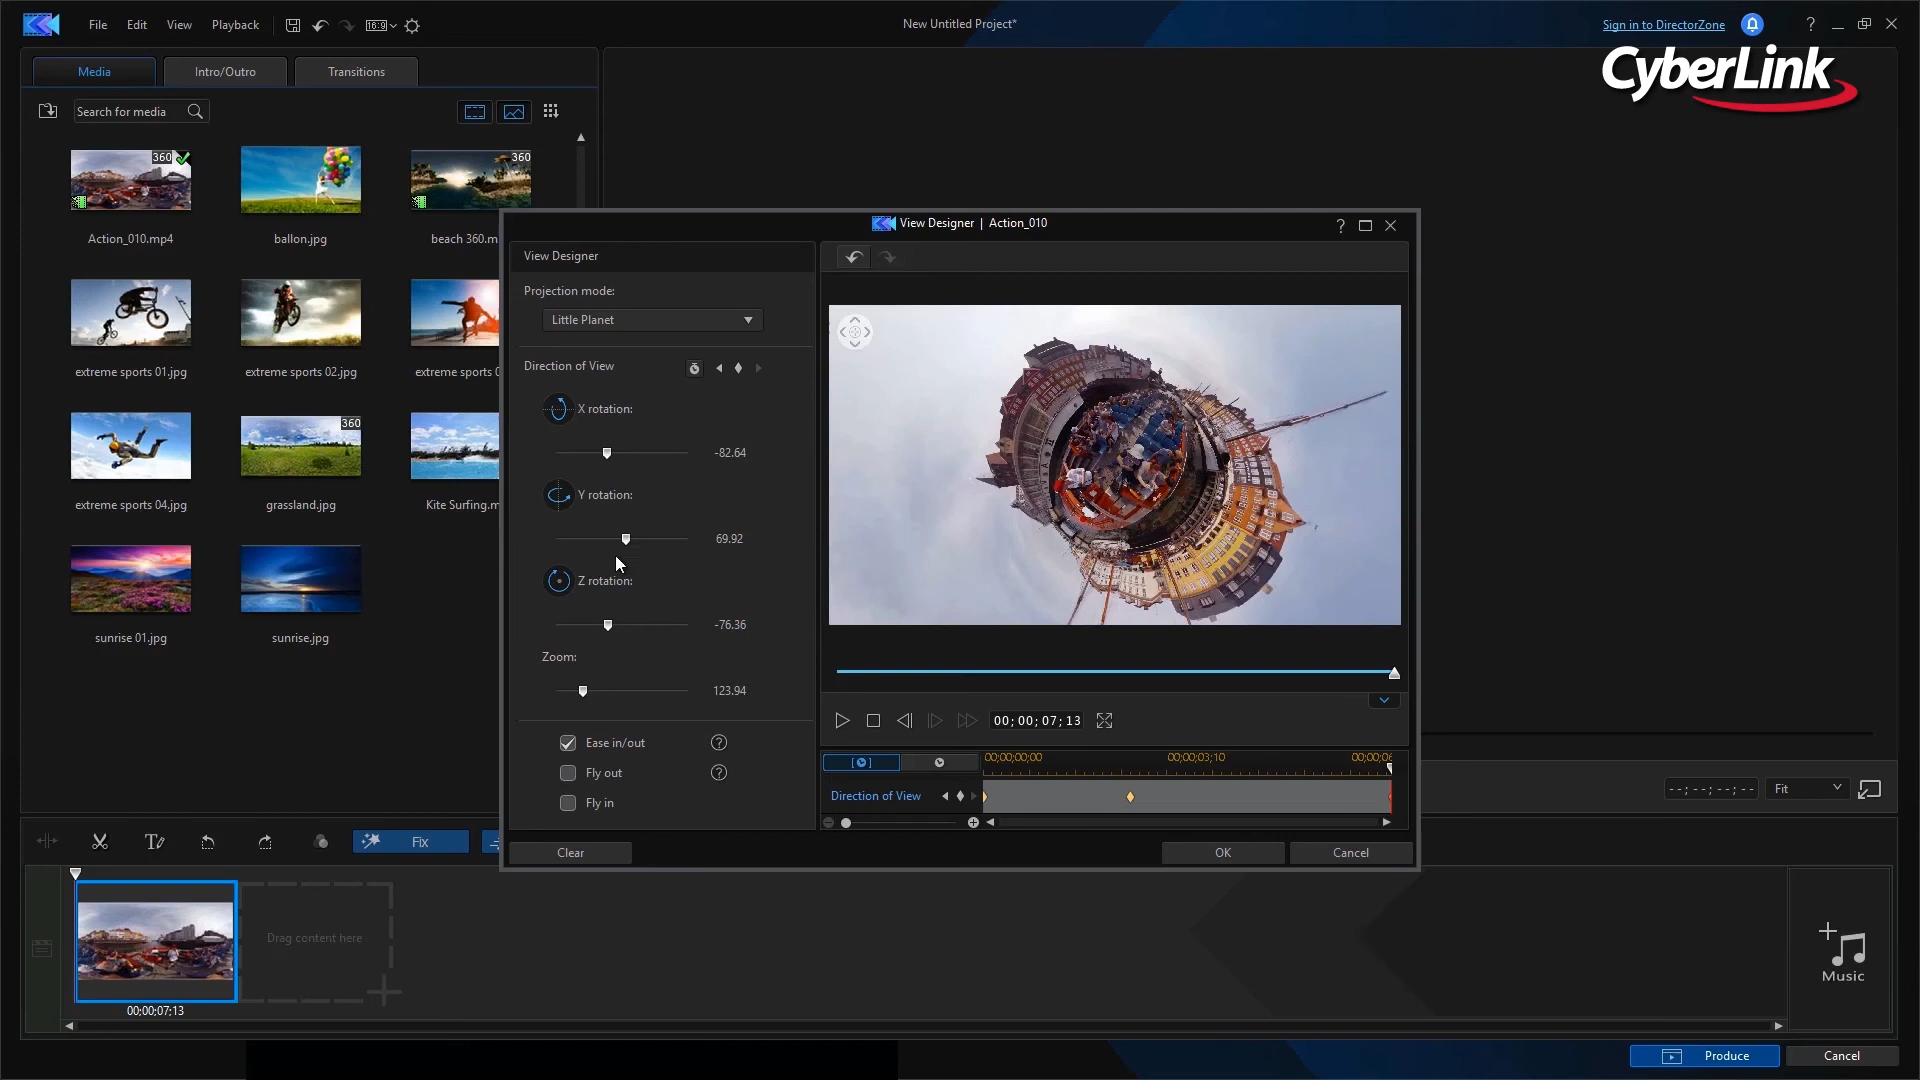 File Edit View Playback 16:9
New Untitled Project*
Sign in to DirectorZone ?
CyberLink
Media Intro/Outro Transitions
Search for media
360 360
Action_010.mp4 ballon.jpg beach 360.m
extreme sports 01.jpg extreme sports 02.jpg extreme sports 0
360
extreme sports 04.jpg grassland.jpg Kite Surfing.m
sunrise 01.jpg sunrise.jpg
View Designer | Action_010 ?
View Designer
Projection mode:
Little Planet
Direction of View
X rotation:
-82.64
Y rotation:
69.92
Z rotation:
-76.36
Zoom:
123.94
Ease in/out ?
Fly out ?
Fly in
00;00;07;13
00;00;00;00 00;00;03;10 00;00;06
Direction of View
Clear OK Cancel
--;--;--;-- Fit
Fix
Drag content here
00;00;07;13
Music
Produce Cancel